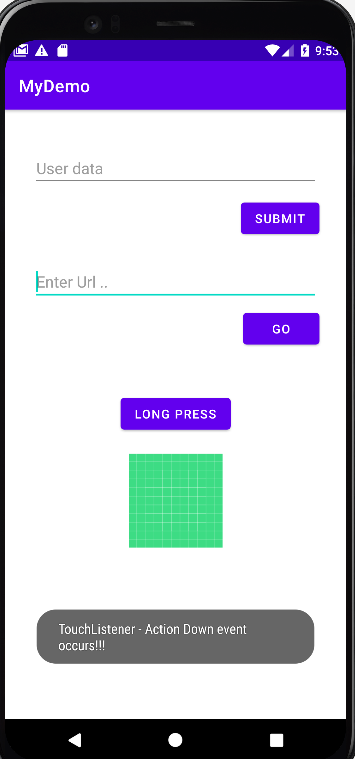 9:53
MyDemo
User data
SUBMIT
Enter Url ..
GO
LONG PRESS
TouchListener - Action Down event
occurs!!!